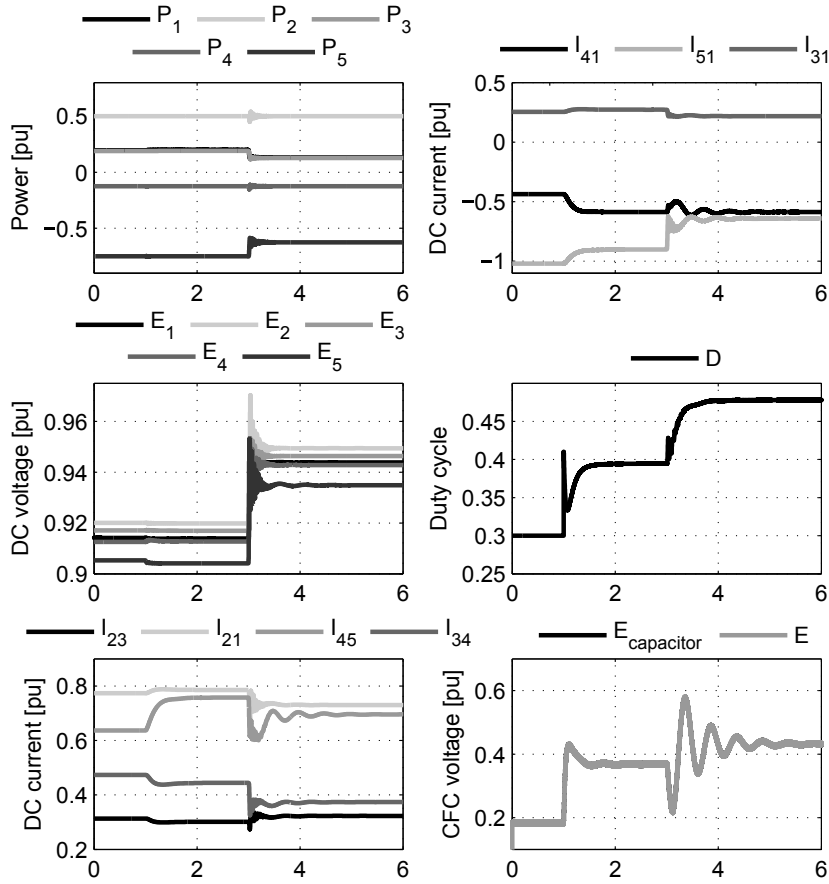 P1 P2 P3
P4 P5
Power [pu]
0.5
0
−0.5
0 2 4 6
I41 I51 I31
DC current [pu]
0.5
0
−0.5
−1
0 2 4 6
E1 E2 E3
E4 E5
DC voltage [pu]
0.96
0.94
0.92
0.9
0 2 4 6
D
Duty cycle
0.45
0.4
0.35
0.3
0.25
0 2 4 6
I23 I21 I45 I34
DC current [pu]
0.8
0.6
0.4
0.2
0 2 4 6
Ecapacitor E
CFC voltage [pu]
0.6
0.4
0.2
0 2 4 6